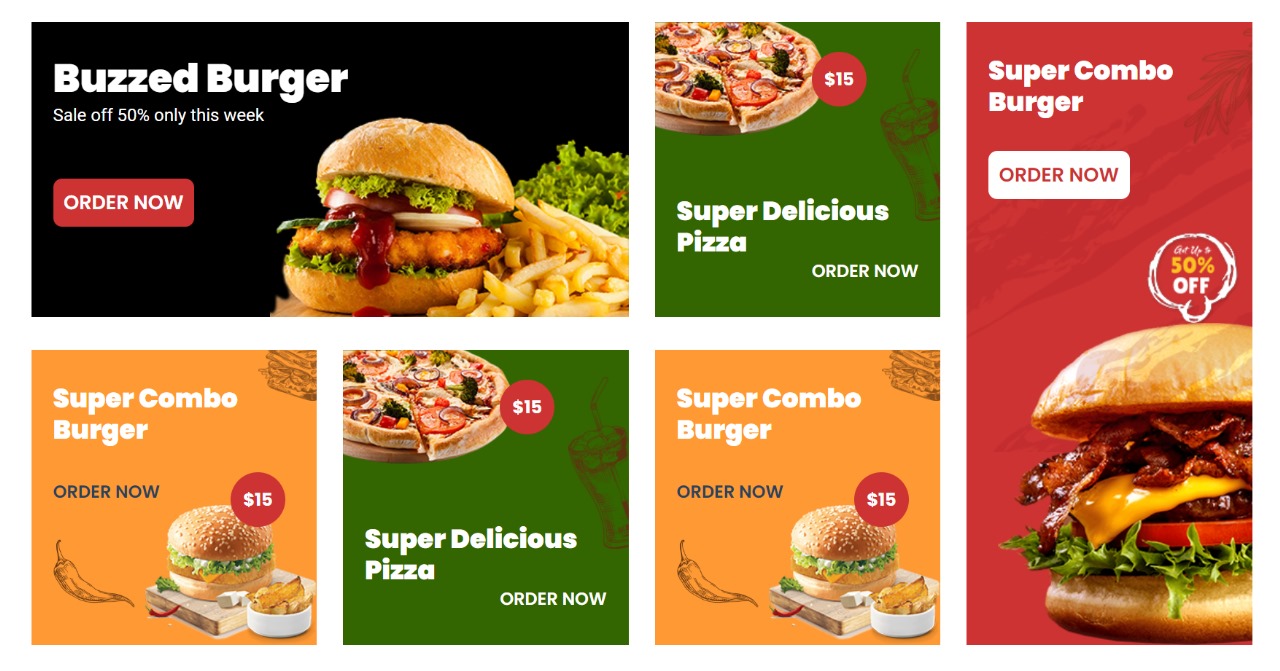 Buzzed Burger
Sale off 50% only this week
ORDER NOW
$15
Super Delicious
Pizza
ORDER NOW
Super Combo
Burger
ORDER NOW
Get Up to
50%
OFF
Super Combo
Burger
ORDER NOW
$15
$15
Super Delicious
Pizza
ORDER NOW
Super Combo
Burger
ORDER NOW
$15